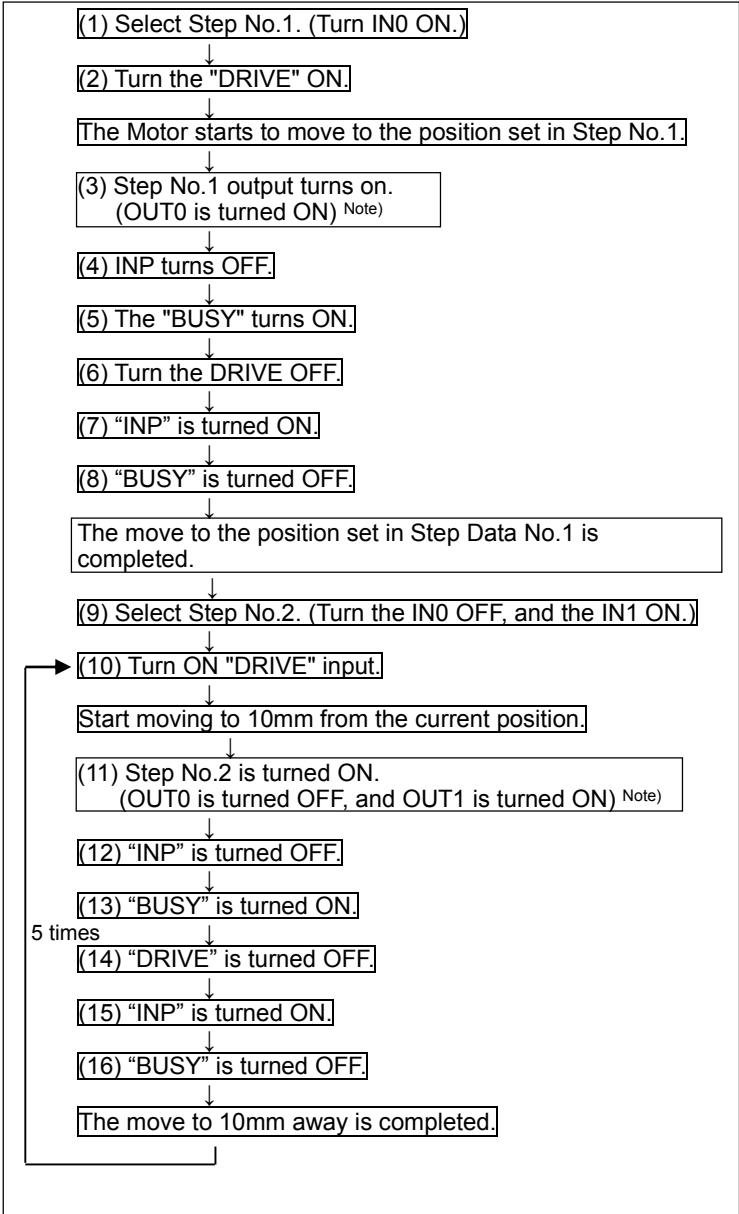 (1) Select Step No.1. (Turn IN0 ON.)
↓
(2) Turn the "DRIVE" ON.
↓
The Motor starts to move to the position set in Step No.1.
↓
(3) Step No.1 output turns on.
(OUT0 is turned ON) Note)
↓
(4) INP turns OFF.
↓
(5) The "BUSY" turns ON.
↓
(6) Turn the DRIVE OFF.
↓
(7) “INP” is turned ON.
↓
(8) “BUSY” is turned OFF.
↓
The move to the position set in Step Data No.1 is
completed.
↓
(9) Select Step No.2. (Turn the IN0 OFF, and the IN1 ON.)
↓
(10) Turn ON "DRIVE" input.
↓
Start moving to 10mm from the current position.
↓
(11) Step No.2 is turned ON.
(OUT0 is turned OFF, and OUT1 is turned ON) Note)
↓
(12) “INP” is turned OFF.
↓
(13) “BUSY” is turned ON.
5 times
↓
(14) “DRIVE” is turned OFF.
↓
(15) “INP” is turned ON.
↓
(16) “BUSY” is turned OFF.
↓
The move to 10mm away is completed.